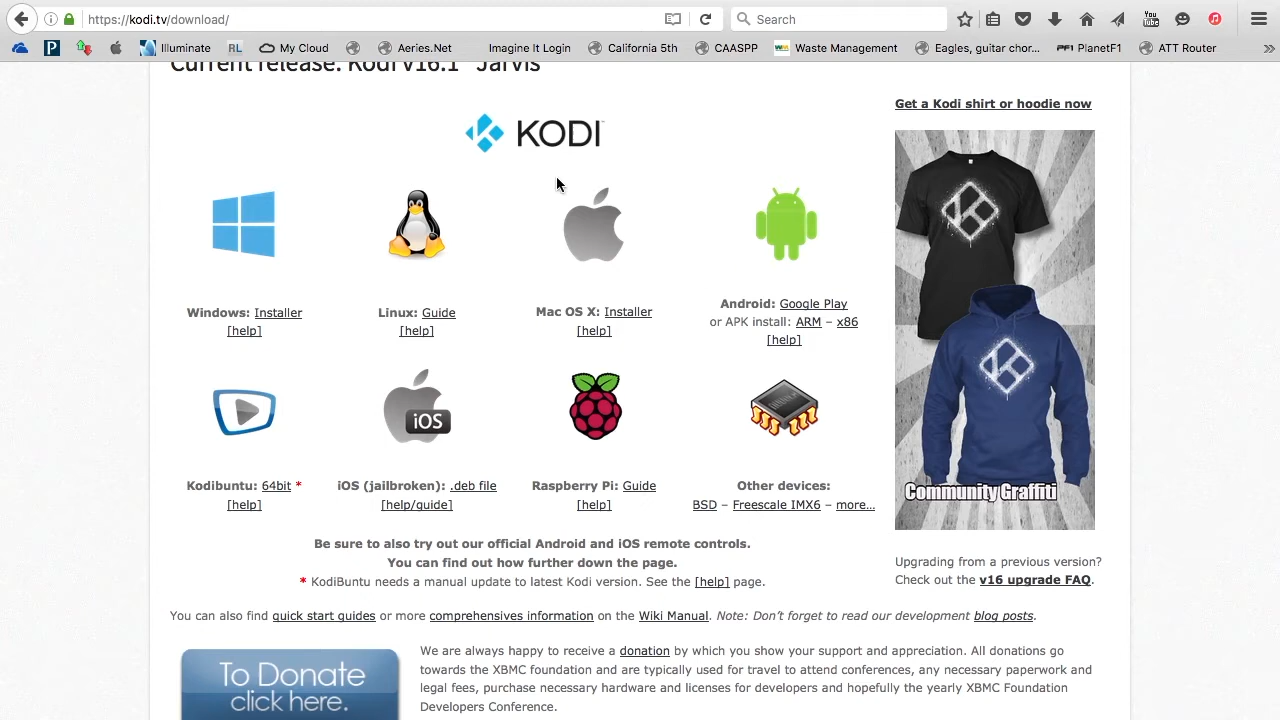 https://kodi.tv/download/
Search
You Tube
P
Illuminate
RL
My Cloud
Aeries.Net
Imagine It Login
California 5th
CAASPP
WM
Waste Management
Eagles, guitar chor...
PF1
PlanetF1
ATT Router
Current release: Kodi v16.1 "Jarvis"
Get a Kodi shirt or hoodie now
KODI
Windows: Installer
[help]
Linux: Guide
[help]
Mac OS X: Installer
[help]
Android: Google Play
or APK install: ARM – x86
[help]
iOS
Kodibuntu: 64bit *
[help]
iOS (jailbroken): .deb file
[help/guide]
Raspberry Pi: Guide
[help]
Other devices:
BSD – Freescale IMX6 – more...
Community Graffiti
Be sure to also try out our official Android and iOS remote controls.
You can find out how further down the page.
* KodiBuntu needs a manual update to latest Kodi version. See the [help] page.
Upgrading from a previous version?
Check out the v16 upgrade FAQ.
You can also find quick start guides or more comprehensives information on the Wiki Manual. Note: Don't forget to read our development blog posts.
To Donate
click here.
We are always happy to receive a donation by which you show your support and appreciation. All donations go
towards the XBMC foundation and are typically used for travel to attend conferences, any necessary paperwork and
legal fees, purchase necessary hardware and licenses for developers and hopefully the yearly XBMC Foundation
Developers Conference.